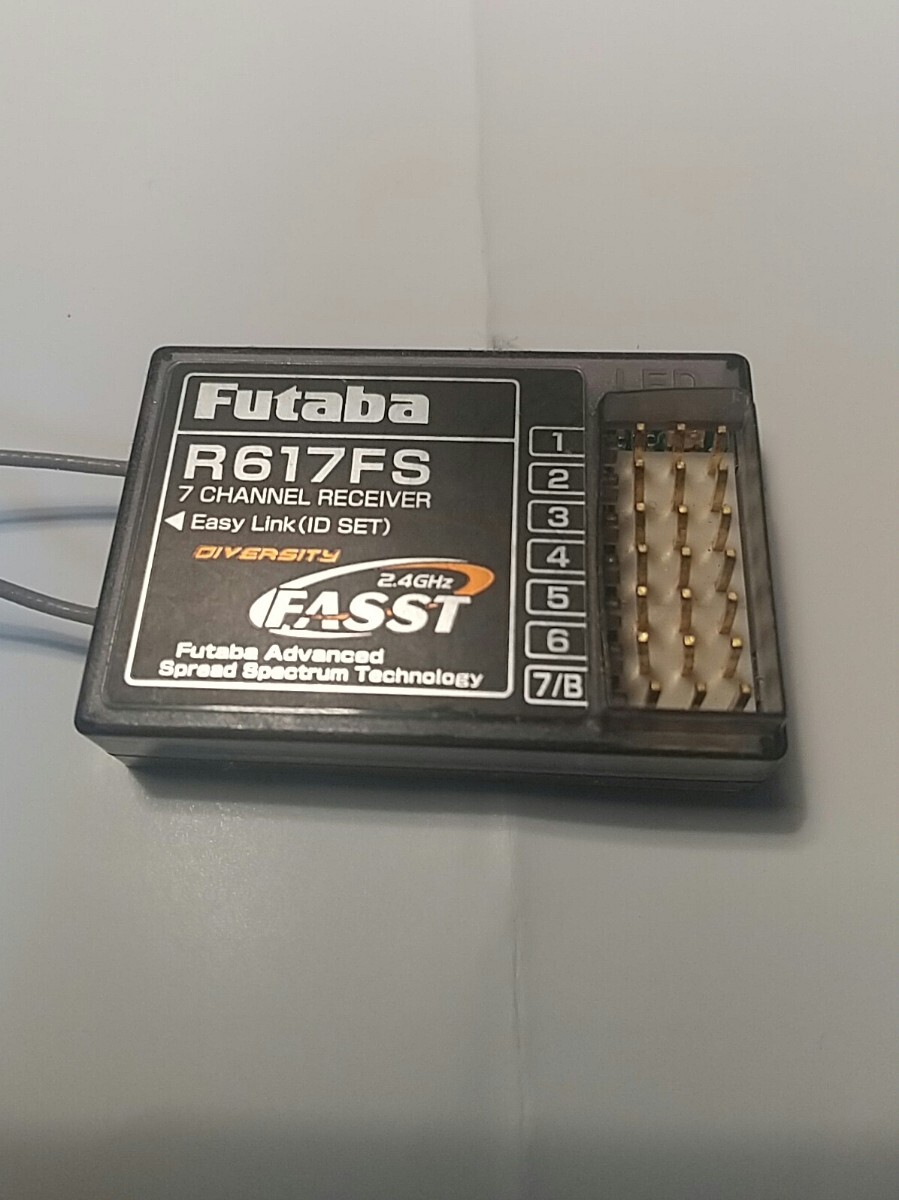 LED
Futaba
R617FS
7 CHANNEL RECEIVER
◀ Easy Link(ID SET)
DIVERSITY
2.4GHz
FASST
Futaba Advanced
Spread Spectrum Technology
1
2
3
4
5
6
7/B